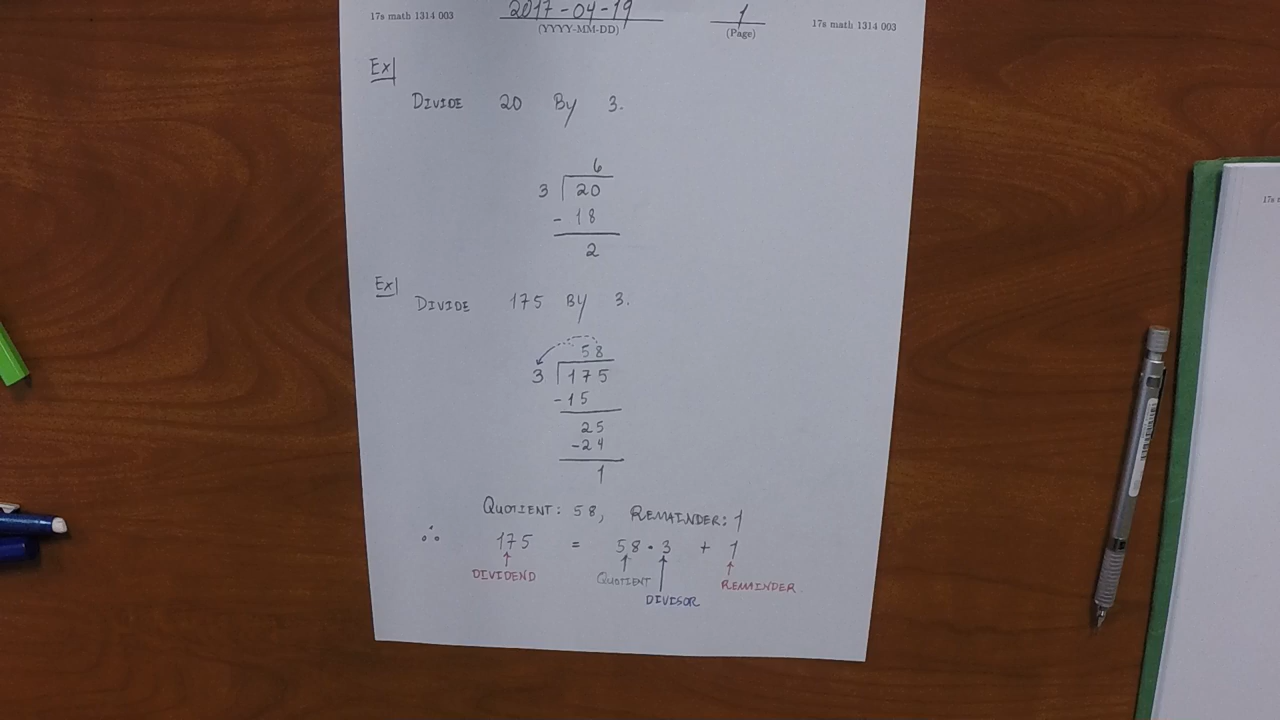 17s math 1314 003 2017-04-19 1 17s math 1314 003
(YYYY-MM-DD) (Page)
Ex
DIVIDE 20 By 3.
6
3 20
- 18
2
Ex
DIVIDE 175 By 3.
58
3 175
-15
25
-24
1
QUOTIENT: 58, REMAINDER: 1
∴ 175 = 58 · 3 + 1
DIVIDEND QUOTIENT REMAINDER
DIVISOR